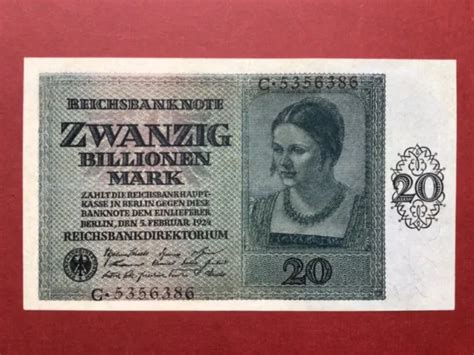 C·5356386
REICHSBANKNOTE
ZWANZIG
BILLIONEN
MARK
ZAHLT DIE REICHSBANKHAUPT-
KASSE IN BERLIN GEGEN DIESE
BANKNOTE DEM EINLIEFERER
BERLIN, DEN 5. FEBRUAR 1924
REICHSBANKDIREKTORIUM
C·5356386
20
20